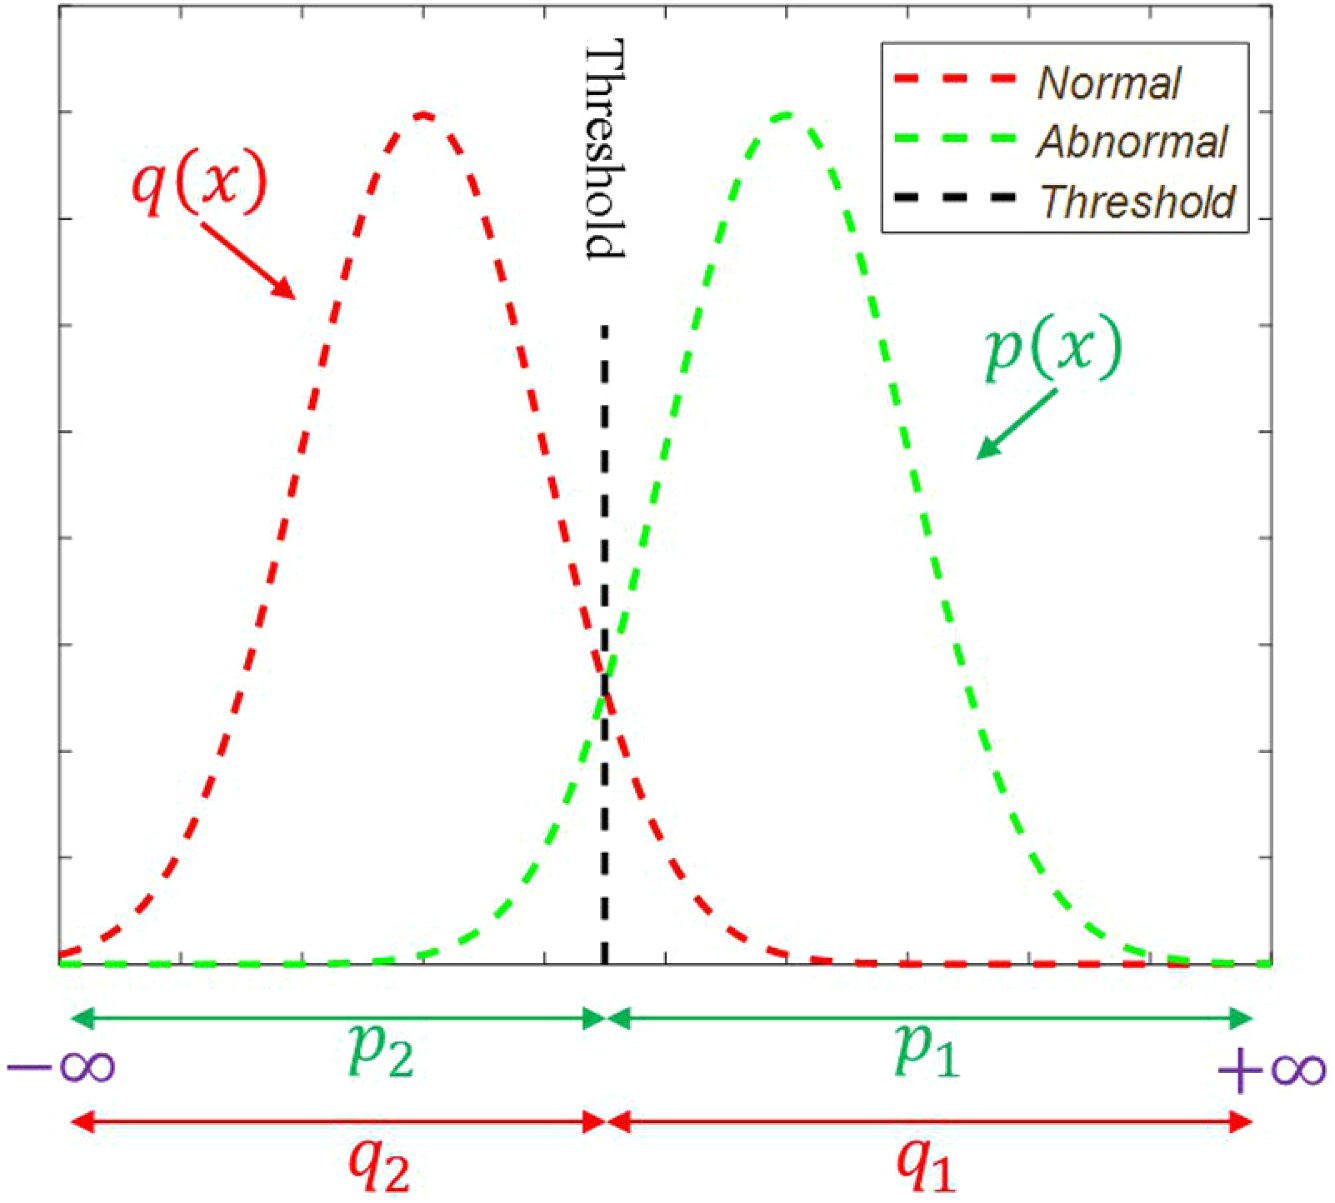 Threshold
Normal
Abnormal
Threshold
q(x)
p(x)
p₂
p₁
−∞
+∞
q₂
q₁